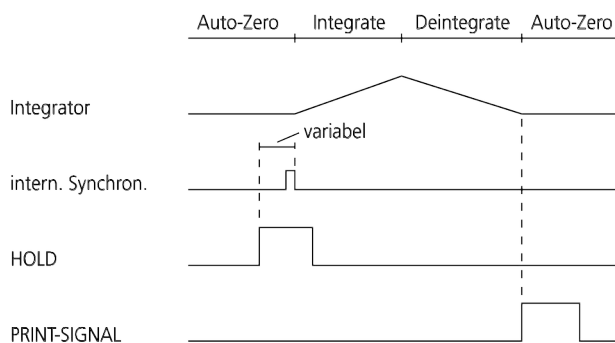 Auto-Zero Integrate Deintegrate Auto-Zero
Integrator
variabel
intern. Synchron.
HOLD
PRINT-SIGNAL